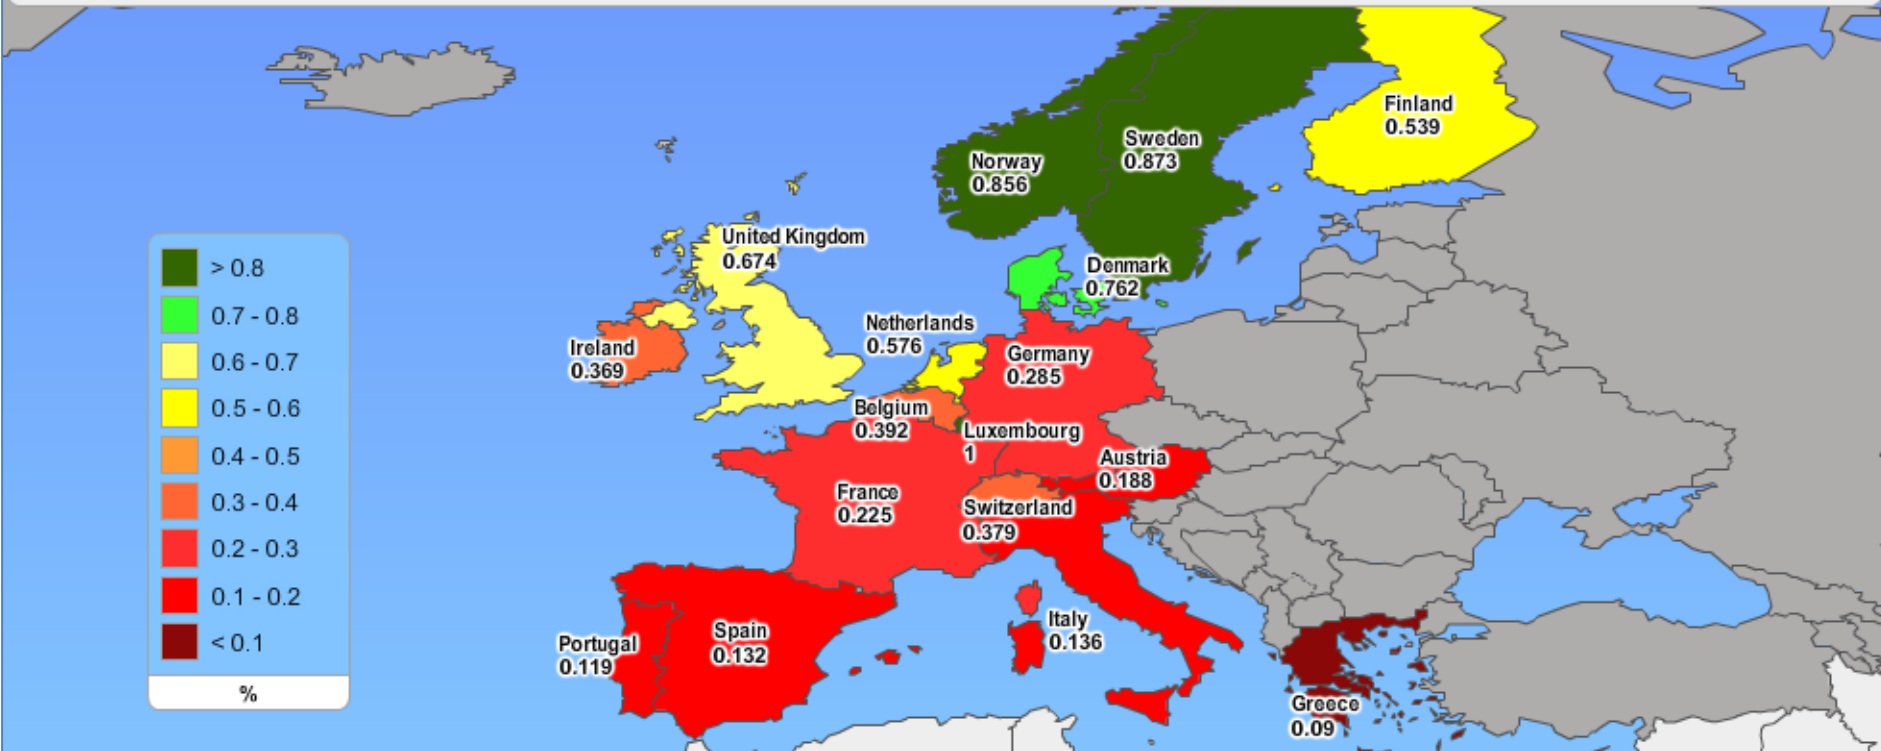 Finland
0.539
Sweden
0.873
Norway
0.856
United Kingdom
0.674
Denmark
0.762
Netherlands
0.576
Ireland
0.369
Germany
0.285
Belgium
0.392
Luxembourg
1
Austria
0.188
France
0.225
Switzerland
0.379
Italy
0.136
Spain
0.132
Portugal
0.119
Greece
0.09
> 0.8
0.7 - 0.8
0.6 - 0.7
0.5 - 0.6
0.4 - 0.5
0.3 - 0.4
0.2 - 0.3
0.1 - 0.2
< 0.1
%